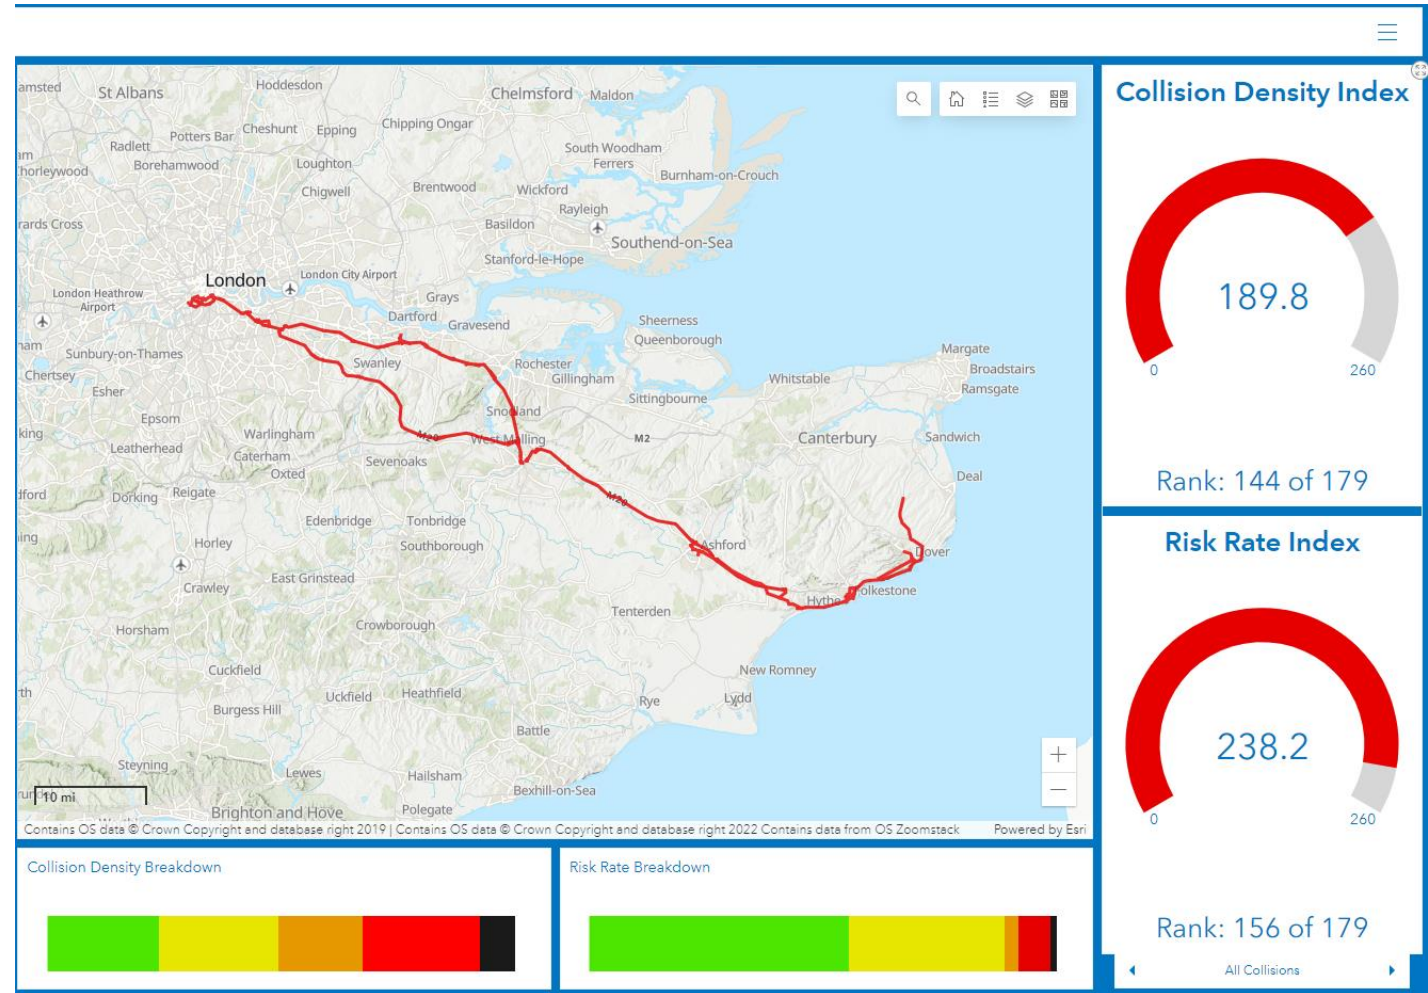 Collision Density Index
189.8
0
260
Rank: 144 of 179
Risk Rate Index
238.2
0
260
Rank: 156 of 179
All Collisions
amsted
St Albans
Hoddesdon
Chelmsford
Maldon
Potters Bar
Cheshunt
Epping
Chipping Ongar
Radlett
Borehamwood
Loughton
South Woodham
Ferrers
horleywood
Chigwell
Brentwood
Wickford
Burnham-on-Crouch
Rayleigh
rards Cross
Basildon
Southend-on-Sea
Stanford-le-Hope
London
London City Airport
London Heathrow
Airport
Grays
Dartford
Gravesend
Sheerness
Queenborough
Sunbury-on-Thames
Swanley
Rochester
Gillingham
Whitstable
Margate
Broadstairs
Ramsgate
Chertsey
Esher
Sittingbourne
Epsom
Snodland
king
Warlingham
M20
West Malling
M2
Canterbury
Sandwich
Leatherhead
Caterham
Sevenoaks
Oxted
Deal
ildford
Dorking
Reigate
M20
Edenbridge
Tonbridge
Horley
Southborough
Ashford
Dover
Crawley
East Grinstead
Hythe
Folkestone
Tenterden
Horsham
Crowborough
Cuckfield
New Romney
Uckfield
Heathfield
Rye
Lydd
Burgess Hill
Battle
Steyning
Lewes
Hailsham
Bexhill-on-Sea
10 mi
Brighton and Hove
Polegate
Contains OS data © Crown Copyright and database right 2019 | Contains OS data © Crown Copyright and database right 2022 Contains data from OS Zoomstack
Powered by Esri
Collision Density Breakdown
Risk Rate Breakdown